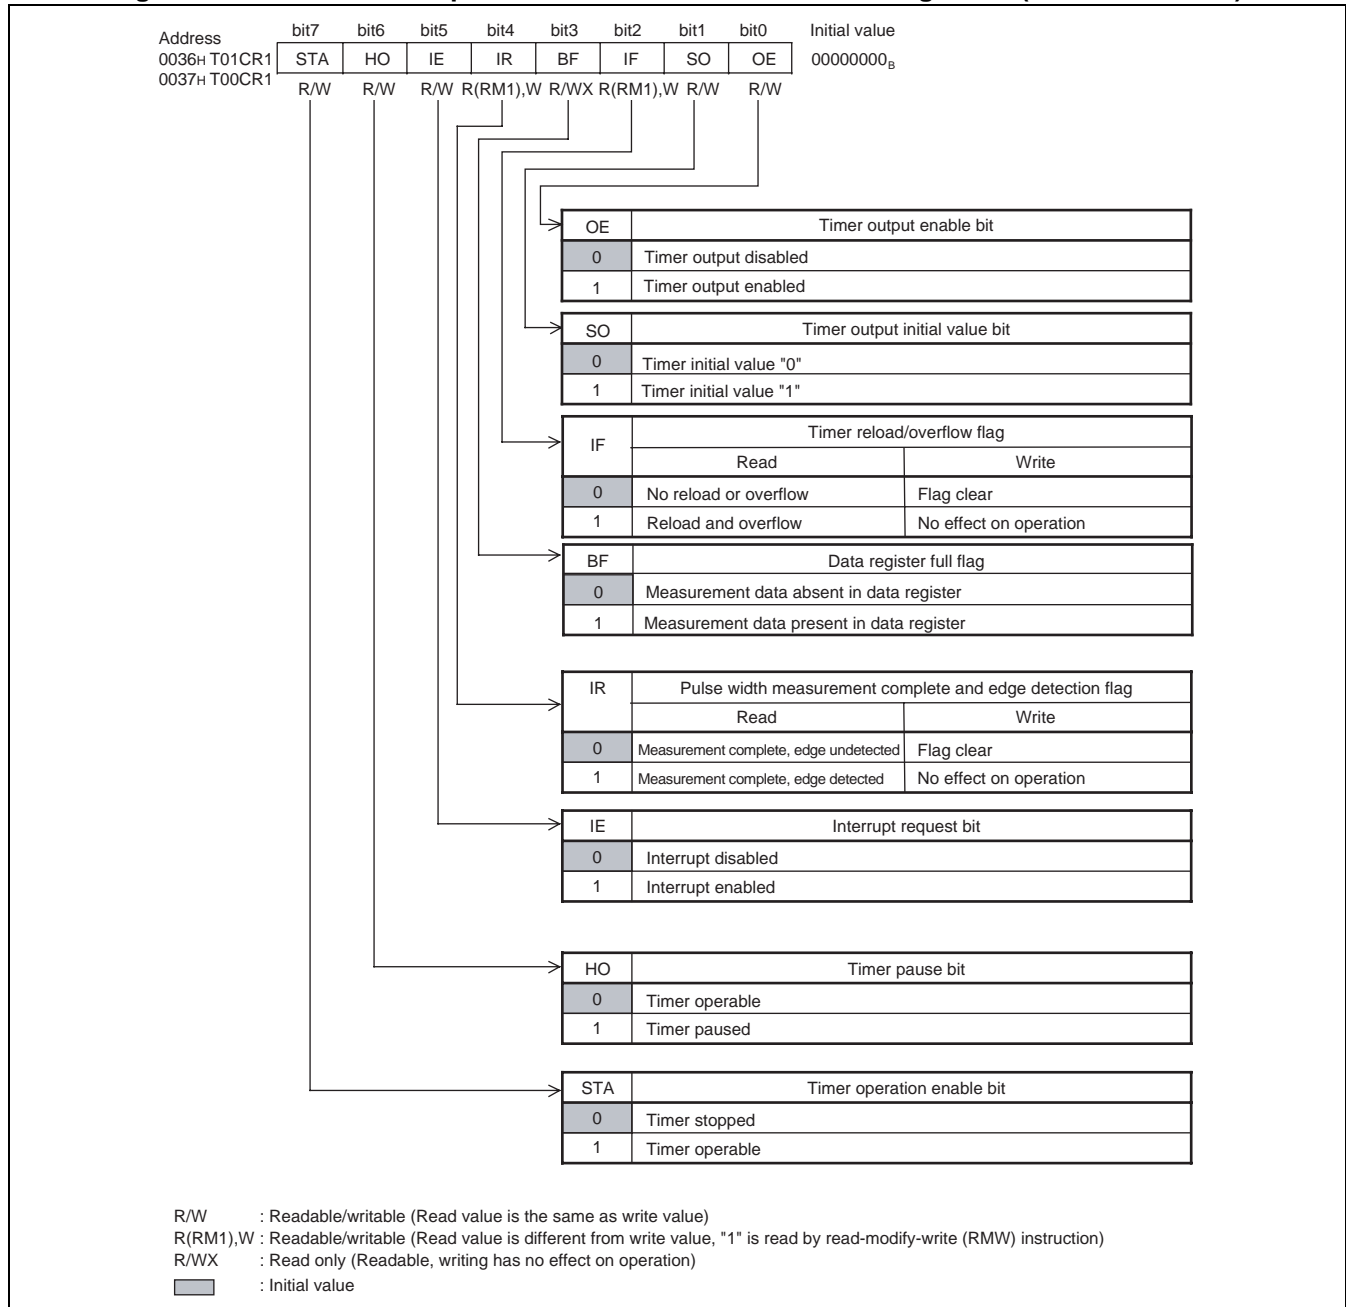 bit7 bit6 bit5 bit4 bit3 bit2 bit1 bit0 Initial value
Address
0036H T01CR1 STA HO IE IR BF IF SO OE 00000000B
0037H T00CR1
R/W R/W R/W R(RM1),W R/WX R(RM1),W R/W R/W
OE Timer output enable bit
0 Timer output disabled
1 Timer output enabled
SO Timer output initial value bit
0 Timer initial value "0"
1 Timer initial value "1"
IF Timer reload/overflow flag
Read Write
0 No reload or overflow Flag clear
1 Reload and overflow No effect on operation
BF Data register full flag
0 Measurement data absent in data register
1 Measurement data present in data register
IR Pulse width measurement complete and edge detection flag
Read Write
0 Measurement complete, edge undetected Flag clear
1 Measurement complete, edge detected No effect on operation
IE Interrupt request bit
0 Interrupt disabled
1 Interrupt enabled
HO Timer pause bit
0 Timer operable
1 Timer paused
STA Timer operation enable bit
0 Timer stopped
1 Timer operable
R/W : Readable/writable (Read value is the same as write value)
R(RM1),W : Readable/writable (Read value is different from write value, "1" is read by read-modify-write (RMW) instruction)
R/WX : Read only (Readable, writing has no effect on operation)
: Initial value